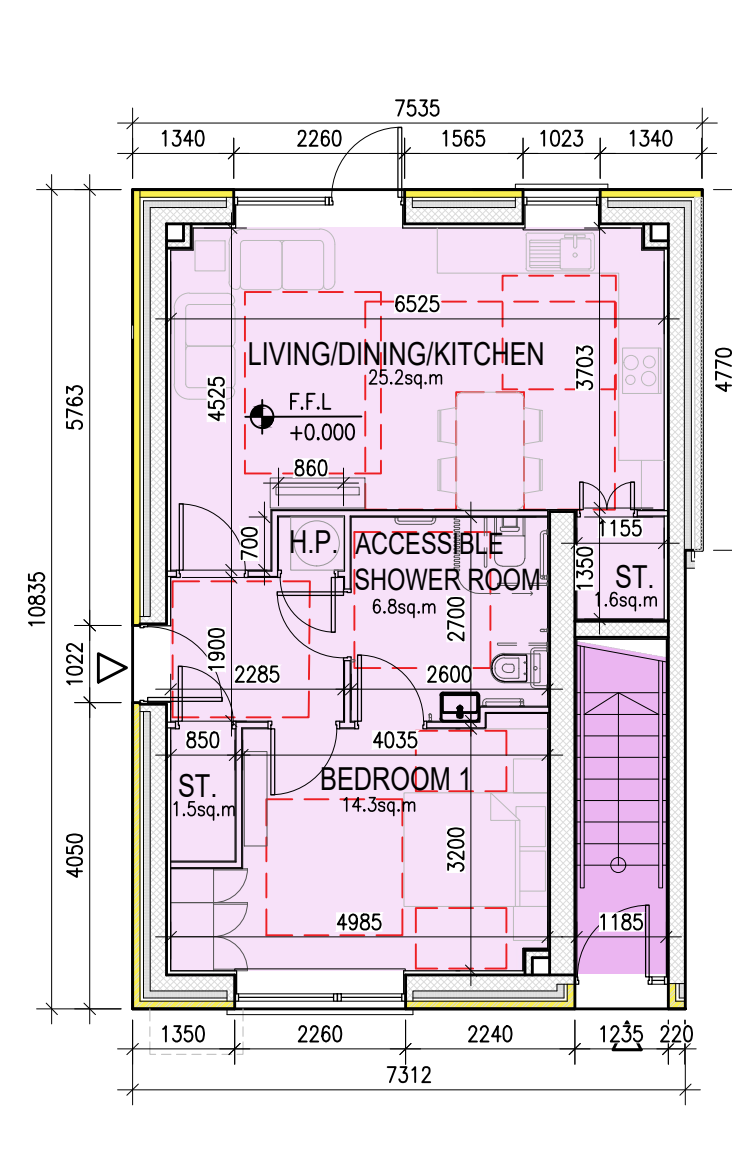 7535
1340
2260
1565
1023
1340
6525
LIVING/DINING/KITCHEN
25.2sq.m
3703
4770
5763
4525
F.F.L
+0.000
860
700
H.P.
ACCESSIBLE
SHOWER ROOM
6.8sq.m
2700
1155
1350
ST.
1.6sq.m
10835
1022
1900
2285
2600
850
4035
ST.
1.5sq.m
BEDROOM 1
14.3sq.m
3200
4050
4985
1185
1350
2260
2240
1235
220
7312